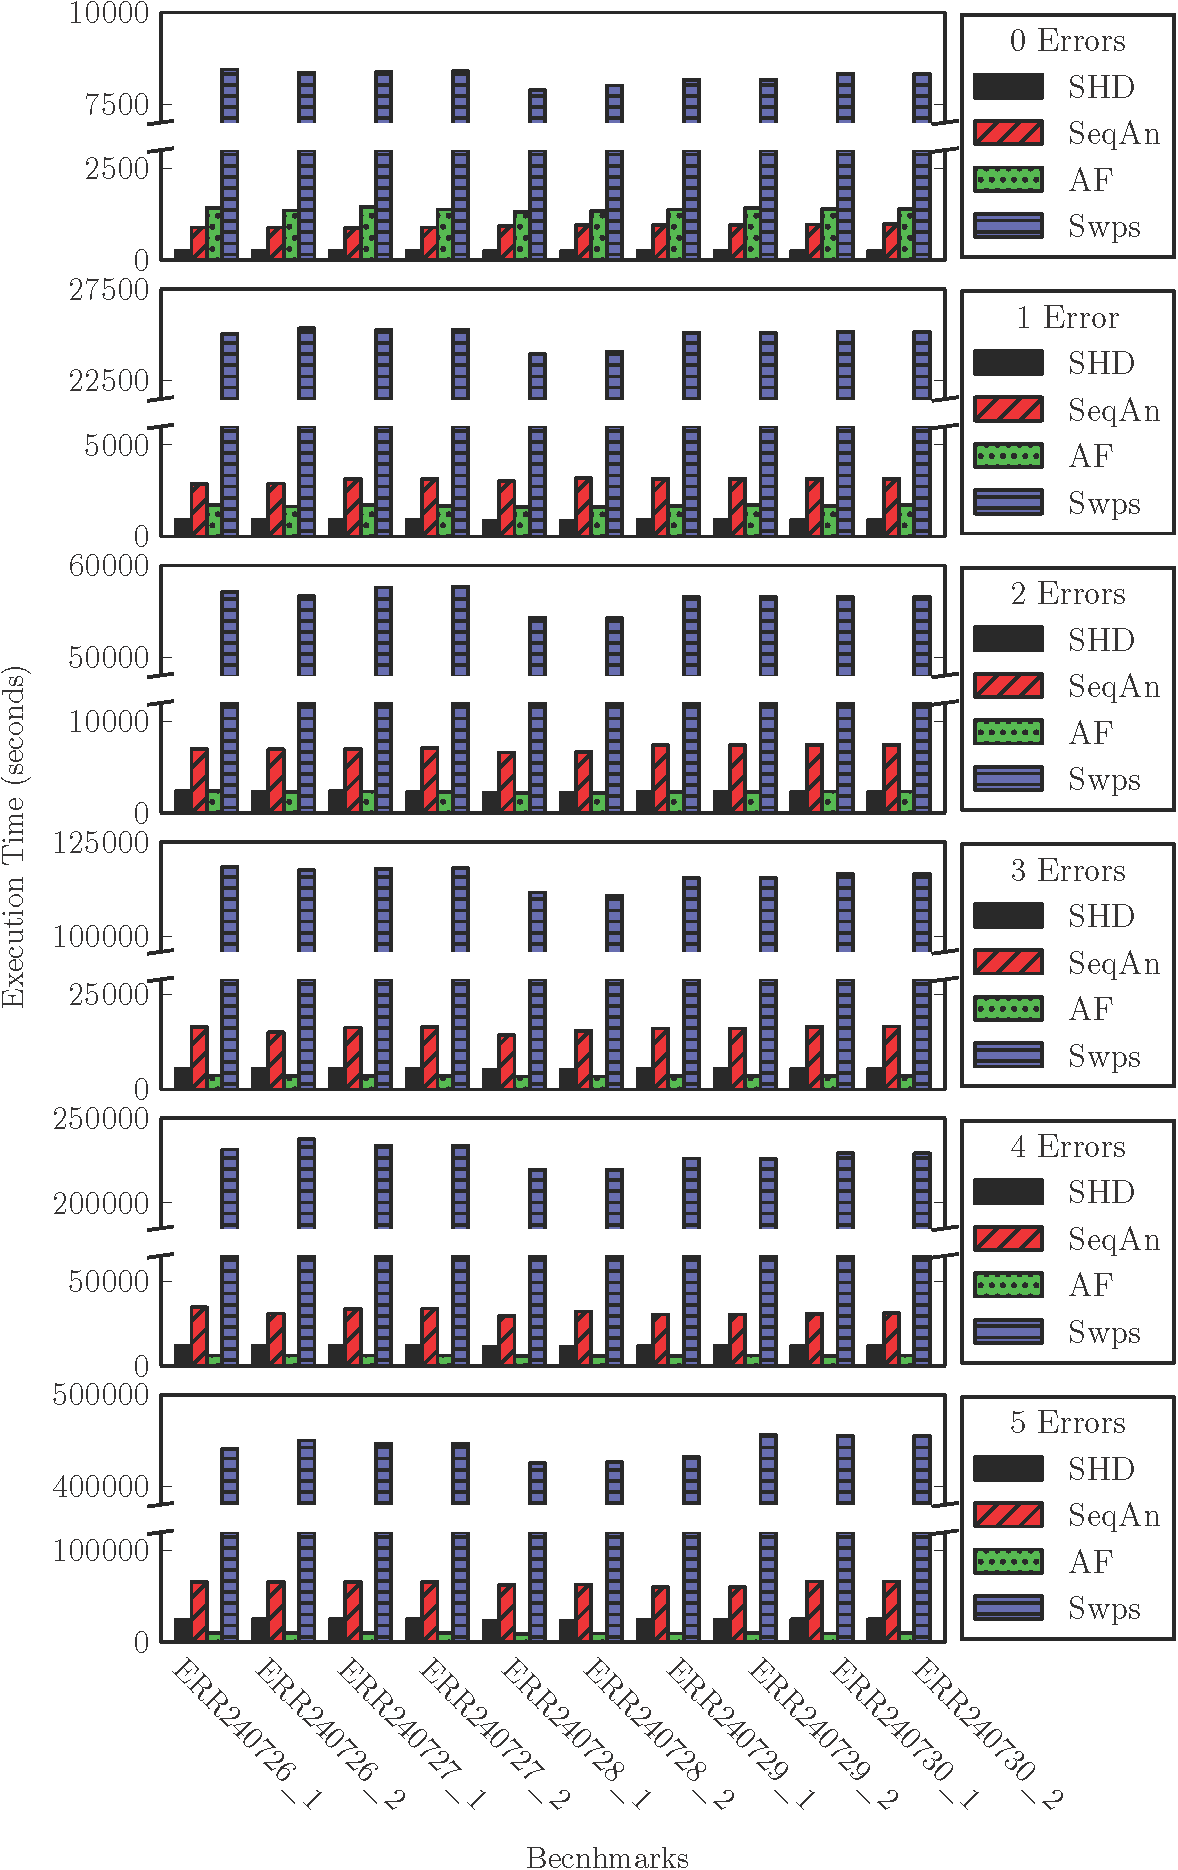 10000
7500
2500
0
0 Errors
SHD
SeqAn
AF
Swps
27500
22500
5000
0
1 Error
SHD
SeqAn
AF
Swps
60000
50000
10000
0
2 Errors
SHD
SeqAn
AF
Swps
125000
100000
25000
0
3 Errors
SHD
SeqAn
AF
Swps
250000
200000
50000
0
4 Errors
SHD
SeqAn
AF
Swps
500000
400000
100000
0
5 Errors
SHD
SeqAn
AF
Swps
Execution Time (seconds)
ERR240726_1
ERR240726_2
ERR240727_1
ERR240727_2
ERR240728_1
ERR240728_2
ERR240729_1
ERR240729_2
ERR240730_1
ERR240730_2
Becnhmarks